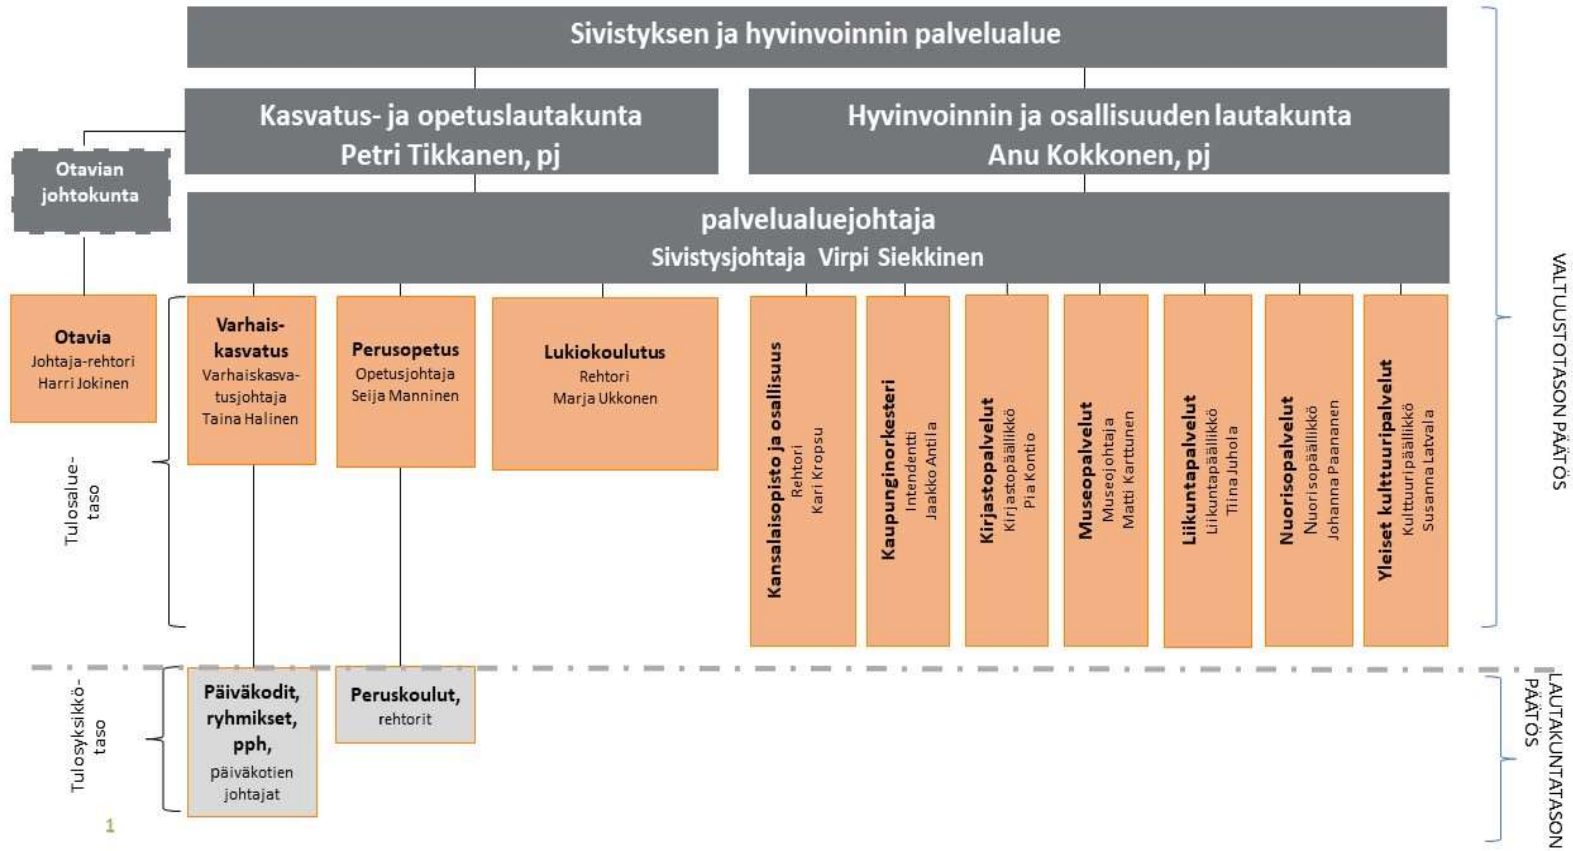 Sivistyksen ja hyvinvoinnin palvelualue
Kasvatus- ja opetuslautakunta
Petri Tikkanen, pj
Hyvinvoinnin ja osallisuuden lautakunta
Anu Kokkonen, pj
Otavian
johtokunta
palvelualuejohtaja
Sivistysjohtaja Virpi Siekkinen
Otavia
Johtaja-rehtori
Harri Jokinen
Varhais-
kasvatus
Varhaiskasva-
tusjohtaja
Taina Halinen
Perusopetus
Opetusjohtaja
Seija Manninen
Lukiokoulutus
Rehtori
Marja Ukkonen
Kansalaisopisto ja osallisuus
Rehtori
Kari Kropsu
Kaupunginorkesteri
Intendentti
Jaakko Antila
Kirjastopalvelut
Kirjastopäällikkö
Pia Kontio
Museopalvelut
Museojohtaja
Matti Karttunen
Liikuntapalvelut
Liikuntapäällikkö
Tiina Juhola
Nuorisopalvelut
Nuorisopäällikkö
Johanna Paananen
Yleiset kulttuuripalvelut
Kulttuuripäällikkö
Susanna Latvala
VALTUUSTOTASON PÄÄTÖS
Tulosalue-
taso
Tulosyksikkö-
taso
Päiväkodit,
ryhmikset,
pph,
päiväkotien
johtajat
Peruskoulut,
rehtorit
LAUTAKUNTATASON
PÄÄTÖS
1